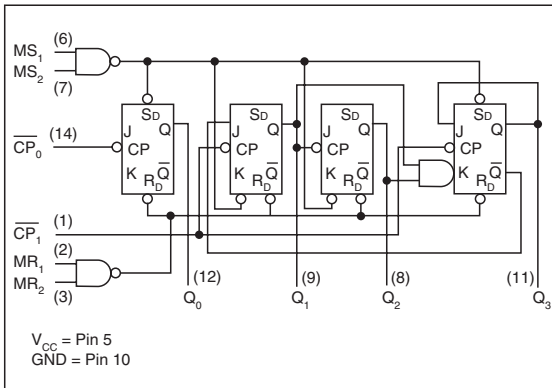 MS1 (6)
MS2 (7)
CP0 (14)
CP1 (1)
MR1 (2)
MR2 (3)
SD
J Q
CP
K Q
RD
SD
J Q
CP
K Q
RD
SD
J Q
CP
K Q
RD
SD
J Q
CP
K Q
RD
(12) (9) (8) (11)
Q0 Q1 Q2 Q3
VCC = Pin 5
GND = Pin 10